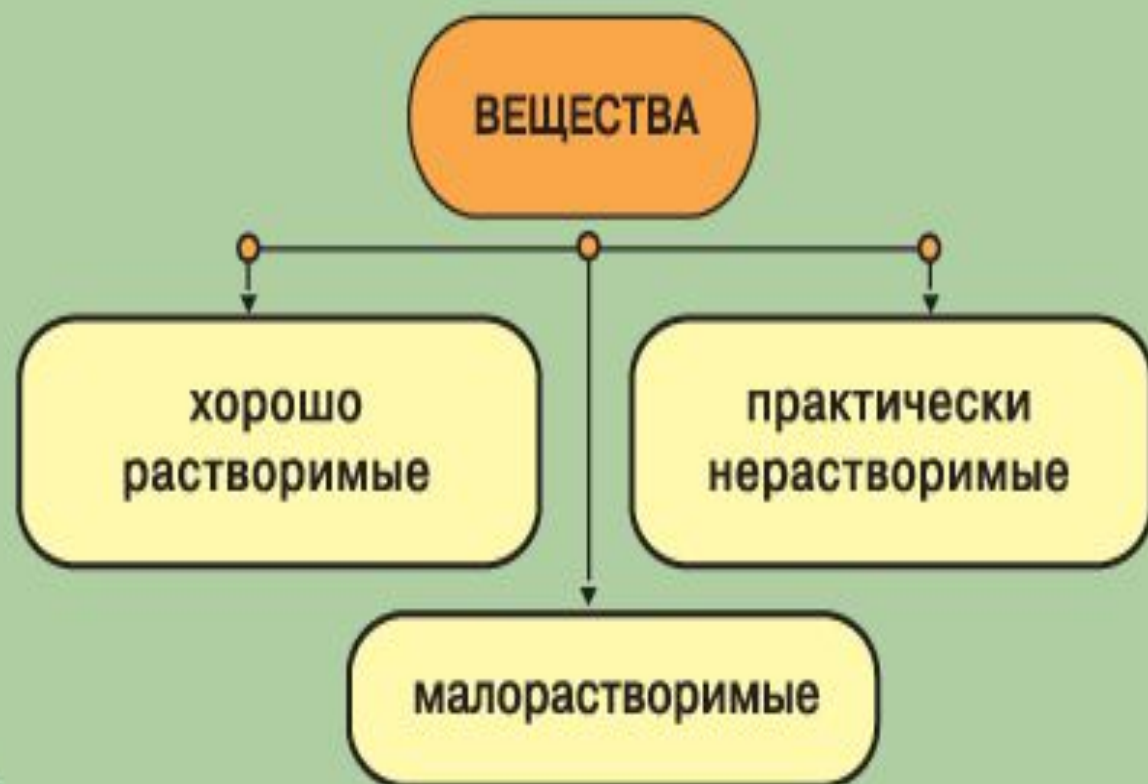 ВЕЩЕСТВА
хорошо
растворимые
практически
нерастворимые
малорастворимые